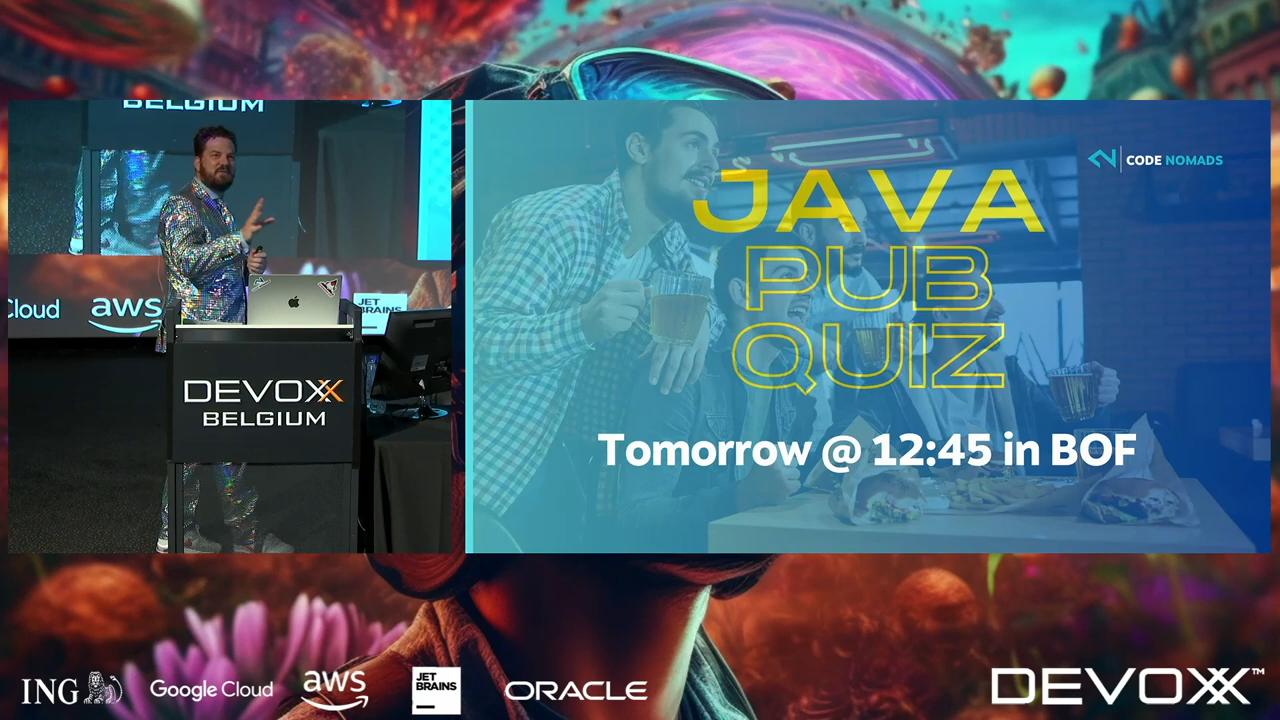 BELGIUM
Cloud
aws
JET
BRAINS
DEVOXX
BELGIUM
CODE NOMADS
JAVA
PUB
QUIZ
Tomorrow @ 12:45 in BOF
ING
Google Cloud
aws
JET
BRAINS
ORACLE
DEVOXX™